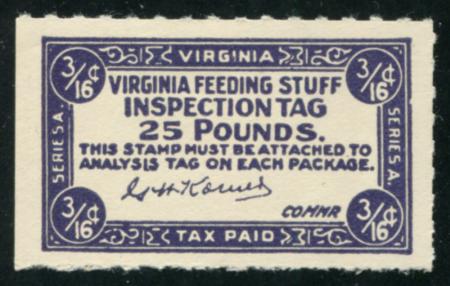 VIRGINIA
3/16¢ 3/16¢
VIRGINIA FEEDING STUFF
INSPECTION TAG
25 POUNDS.
THIS STAMP MUST BE ATTACHED TO
ANALYSIS TAG ON EACH PACKAGE.
SERIES A.
SERIES A.
COMMR
3/16¢ 3/16¢
TAX PAID